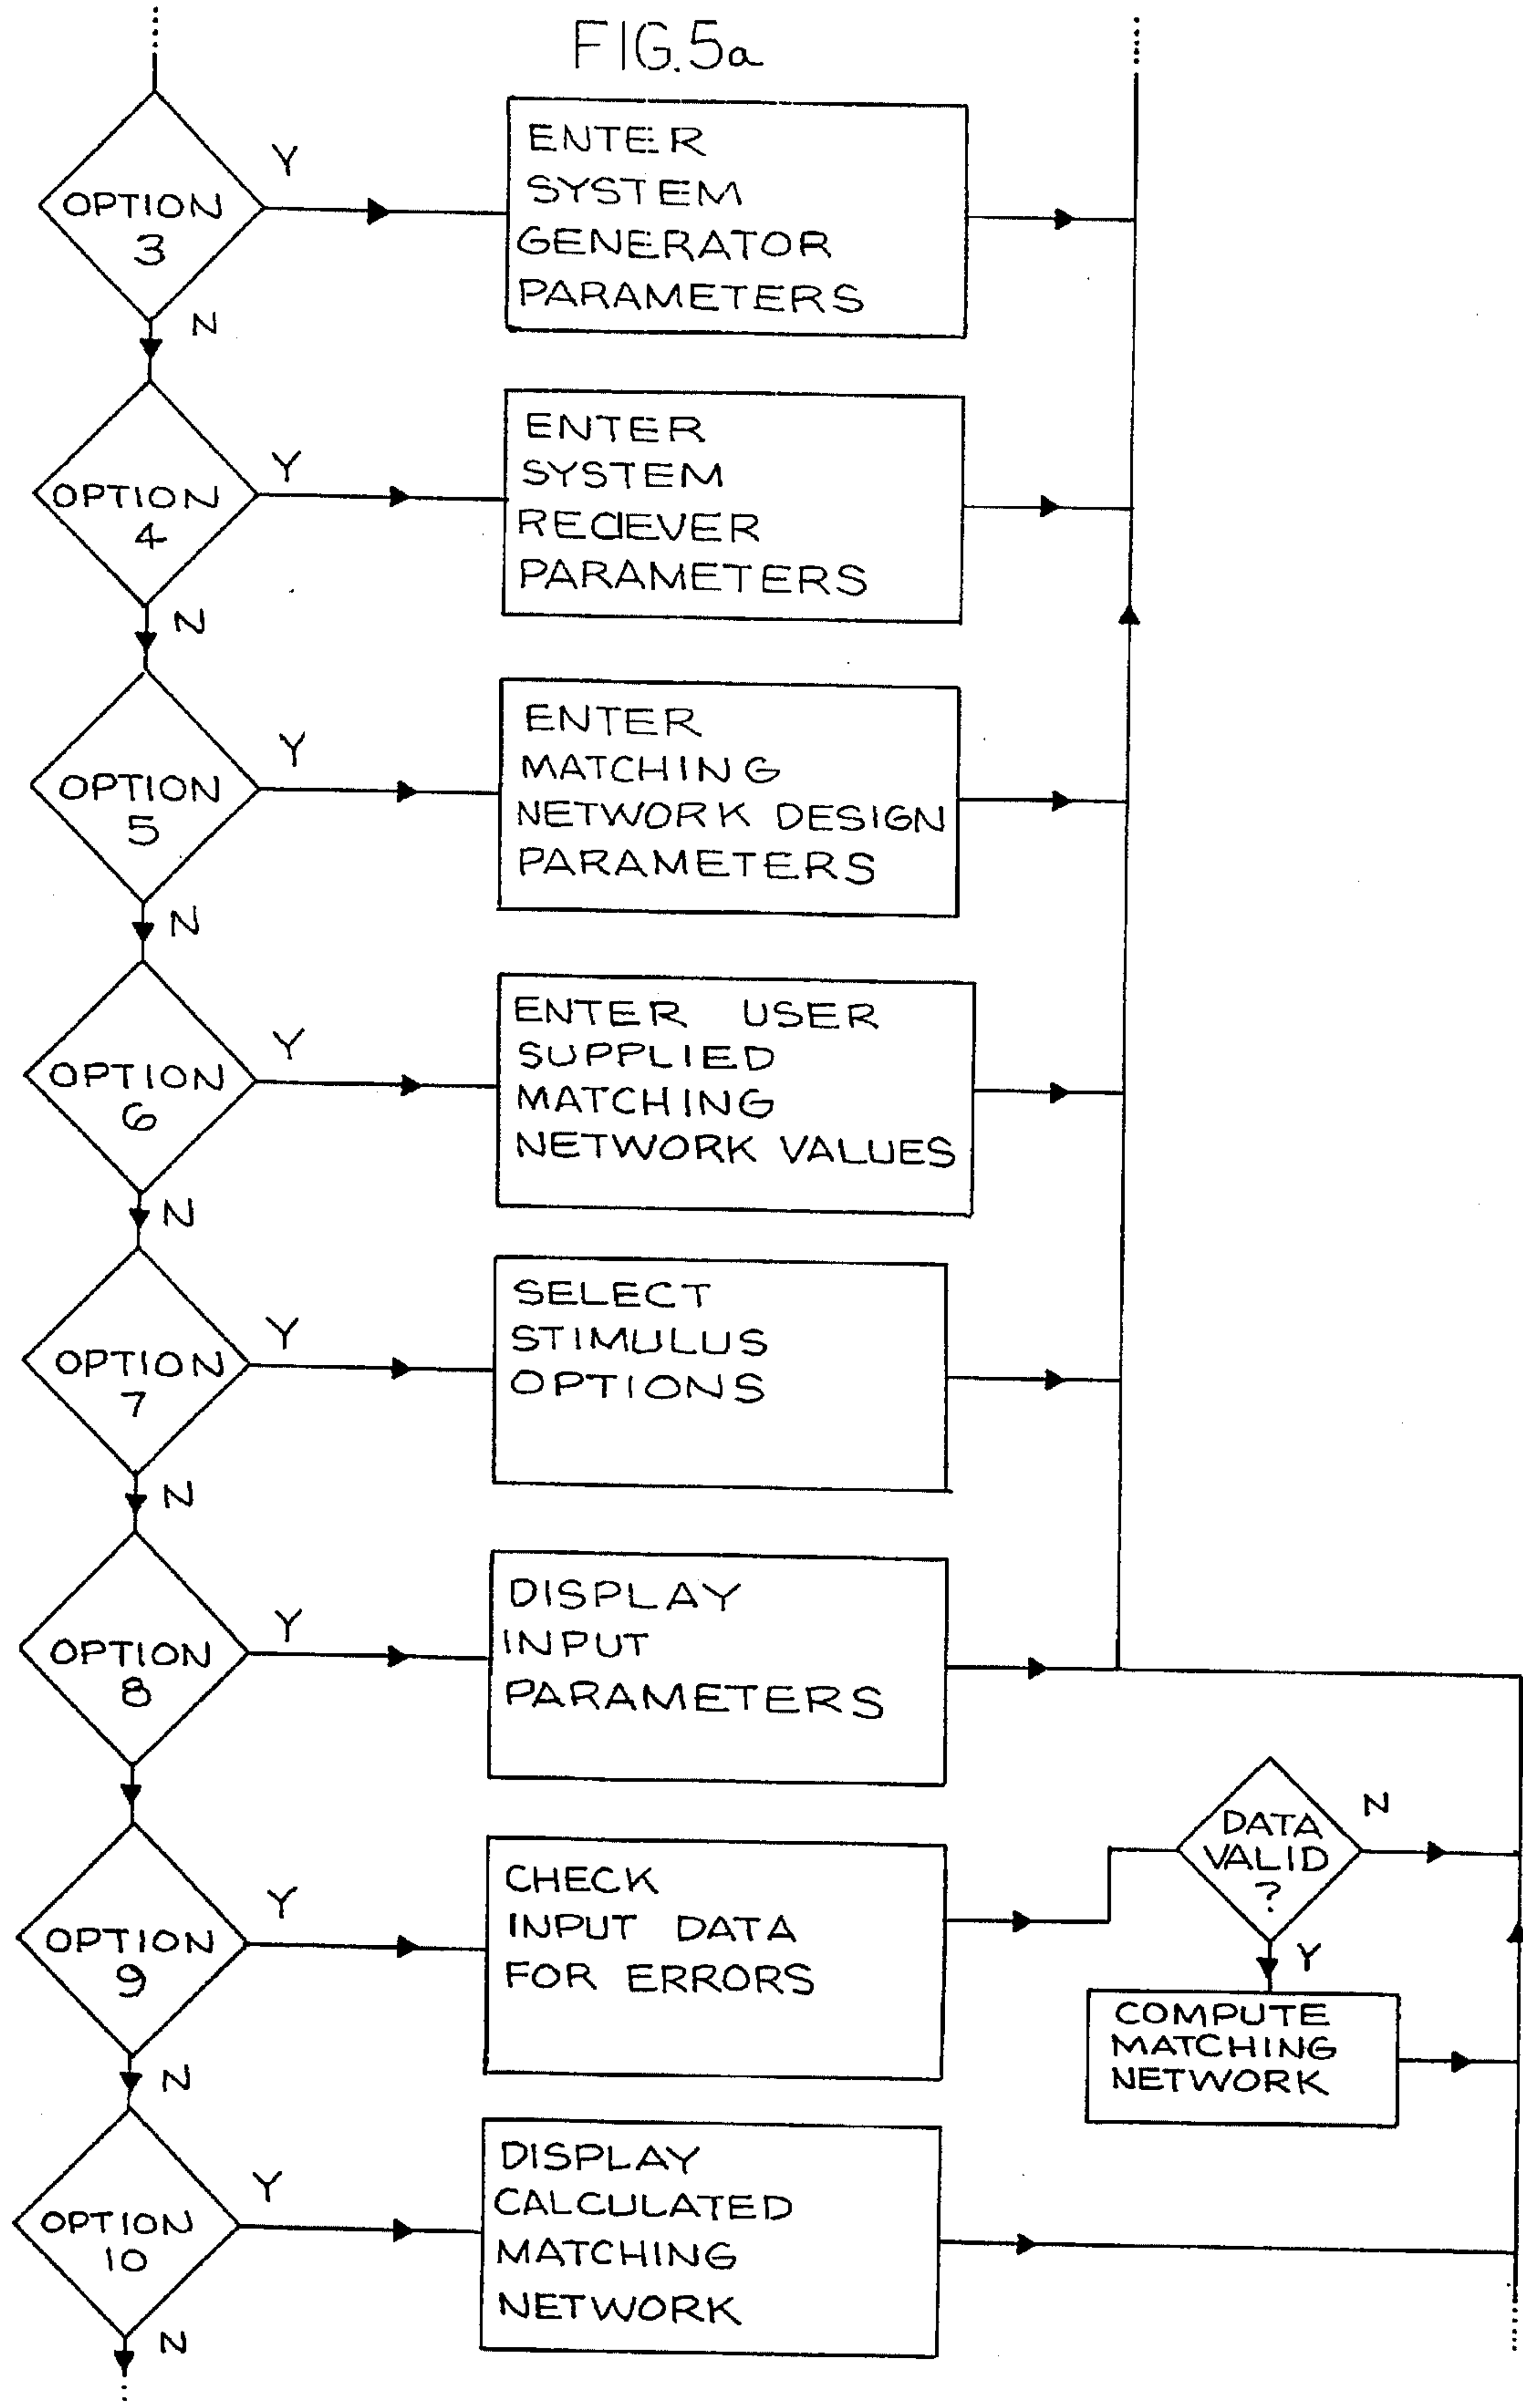 FIG.5a
OPTION
3
Y
ENTER
SYSTEM
GENERATOR
PARAMETERS
N
OPTION
4
Y
ENTER
SYSTEM
RECIEVER
PARAMETERS
N
OPTION
5
Y
ENTER
MATCHING
NETWORK DESIGN
PARAMETERS
N
OPTION
6
Y
ENTER USER
SUPPLIED
MATCHING
NETWORK VALUES
N
OPTION
7
Y
SELECT
STIMULUS
OPTIONS
N
OPTION
8
Y
DISPLAY
INPUT
PARAMETERS
OPTION
9
Y
CHECK
INPUT DATA
FOR ERRORS
DATA
VALID
?
N
Y
COMPUTE
MATCHING
NETWORK
N
OPTION
10
Y
DISPLAY
CALCULATED
MATCHING
NETWORK
N